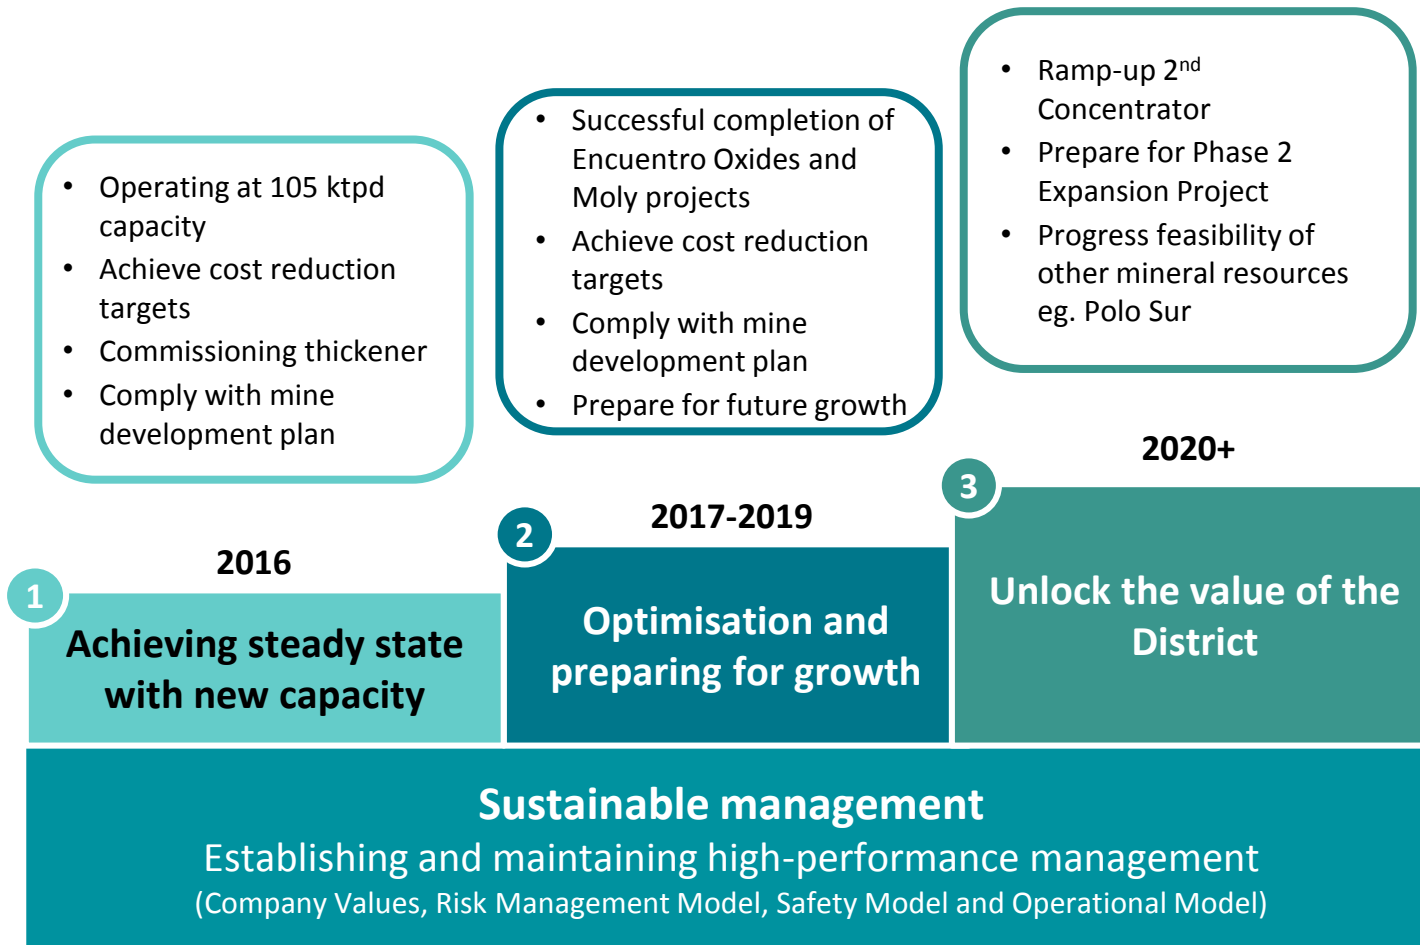 • Operating at 105 ktpd
capacity
• Achieve cost reduction
targets
• Commissioning thickener
• Comply with mine
development plan
2016
1
Achieving steady state
with new capacity
• Successful completion of
Encuentro Oxides and
Moly projects
• Achieve cost reduction
targets
• Comply with mine
development plan
• Prepare for future growth
2017-2019
2
Optimisation and
preparing for growth
• Ramp-up 2nd
Concentrator
• Prepare for Phase 2
Expansion Project
• Progress feasibility of
other mineral resources
eg. Polo Sur
2020+
3
Unlock the value of the
District
Sustainable management
Establishing and maintaining high-performance management
(Company Values, Risk Management Model, Safety Model and Operational Model)